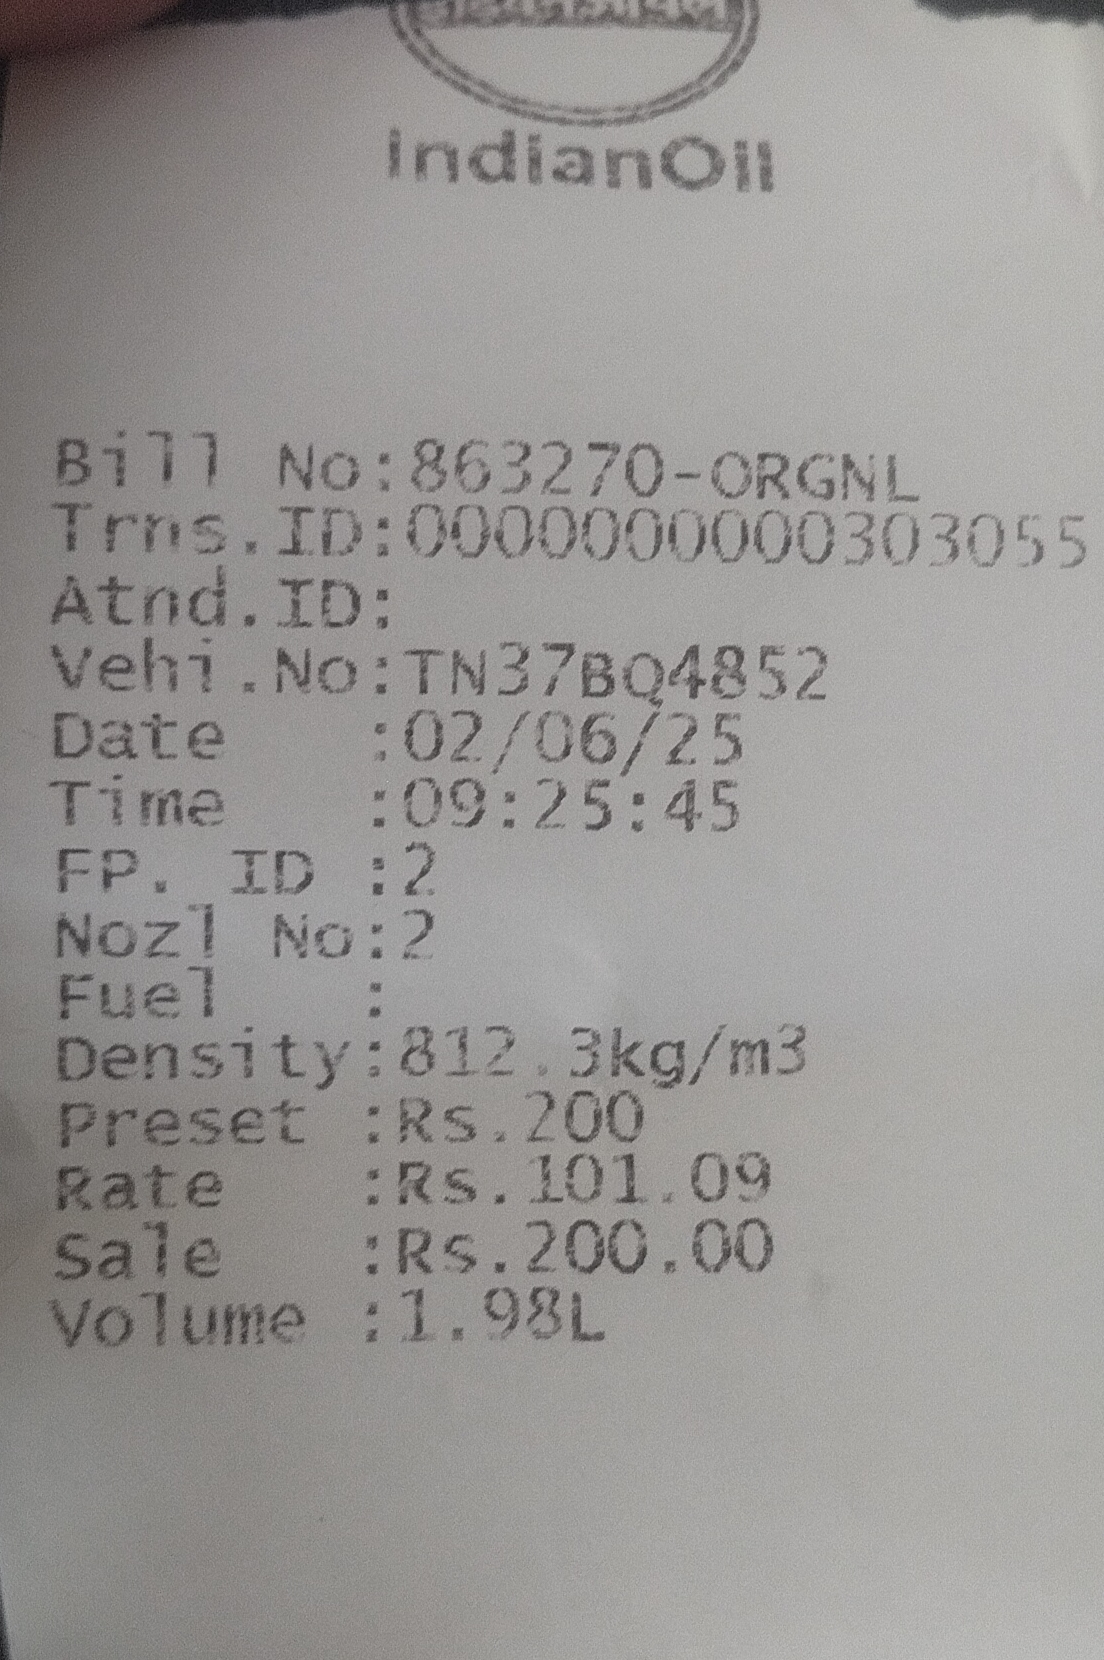 इंडियनऑयल
IndianOil
Bill No:863270-ORGNL
Trns.ID:0000000000303055
Atnd.ID:
Vehi.No:TN37BQ4852
Date :02/06/25
Time :09:25:45
FP. ID :2
Nozl No:2
Fuel :
Density:812.3kg/m3
Preset :Rs.200
Rate :Rs.101.09
Sale :Rs.200.00
Volume :1.98L